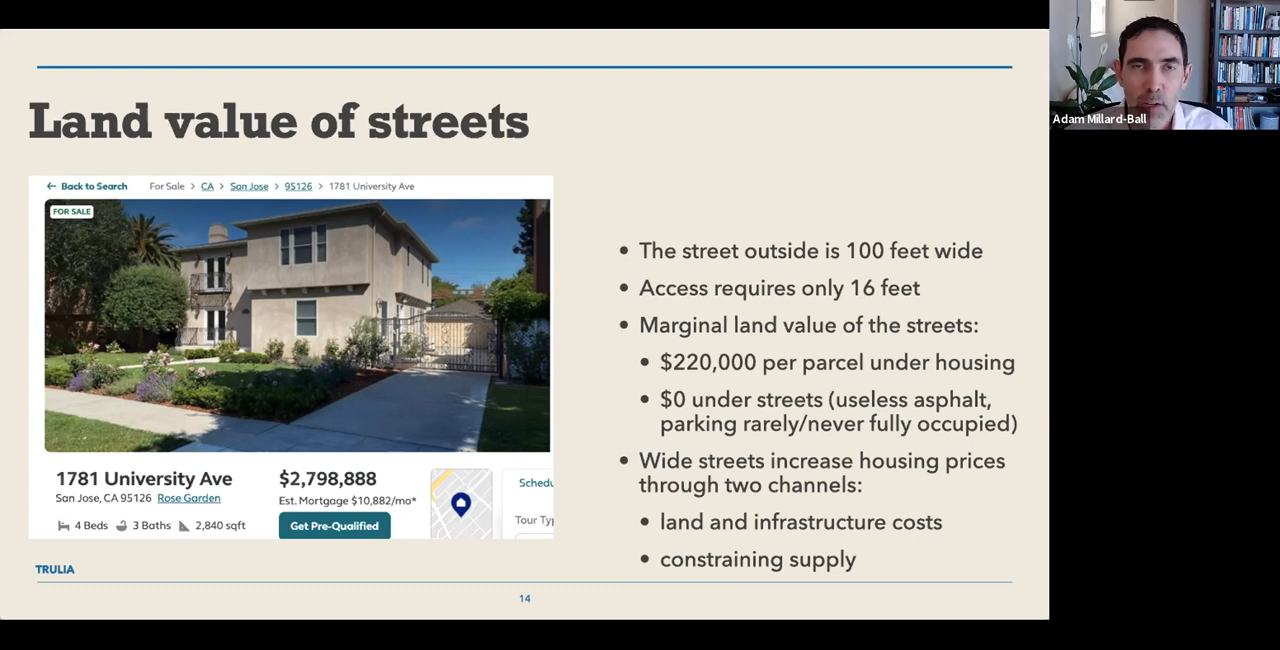 Land value of streets
← Back to Search For Sale > CA > San Jose > 95126 > 1781 University Ave
FOR SALE
1781 University Ave
San Jose, CA 95126 Rose Garden
4 Beds 3 Baths 2,840 sqft
$2,798,888
Est. Mortgage $10,882/mo*
Get Pre-Qualified
Schedu
Tour Typ
TRULIA
• The street outside is 100 feet wide
• Access requires only 16 feet
• Marginal land value of the streets:
• $220,000 per parcel under housing
• $0 under streets (useless asphalt,
parking rarely/never fully occupied)
• Wide streets increase housing prices
through two channels:
• land and infrastructure costs
• constraining supply
14
Adam Millard-Ball